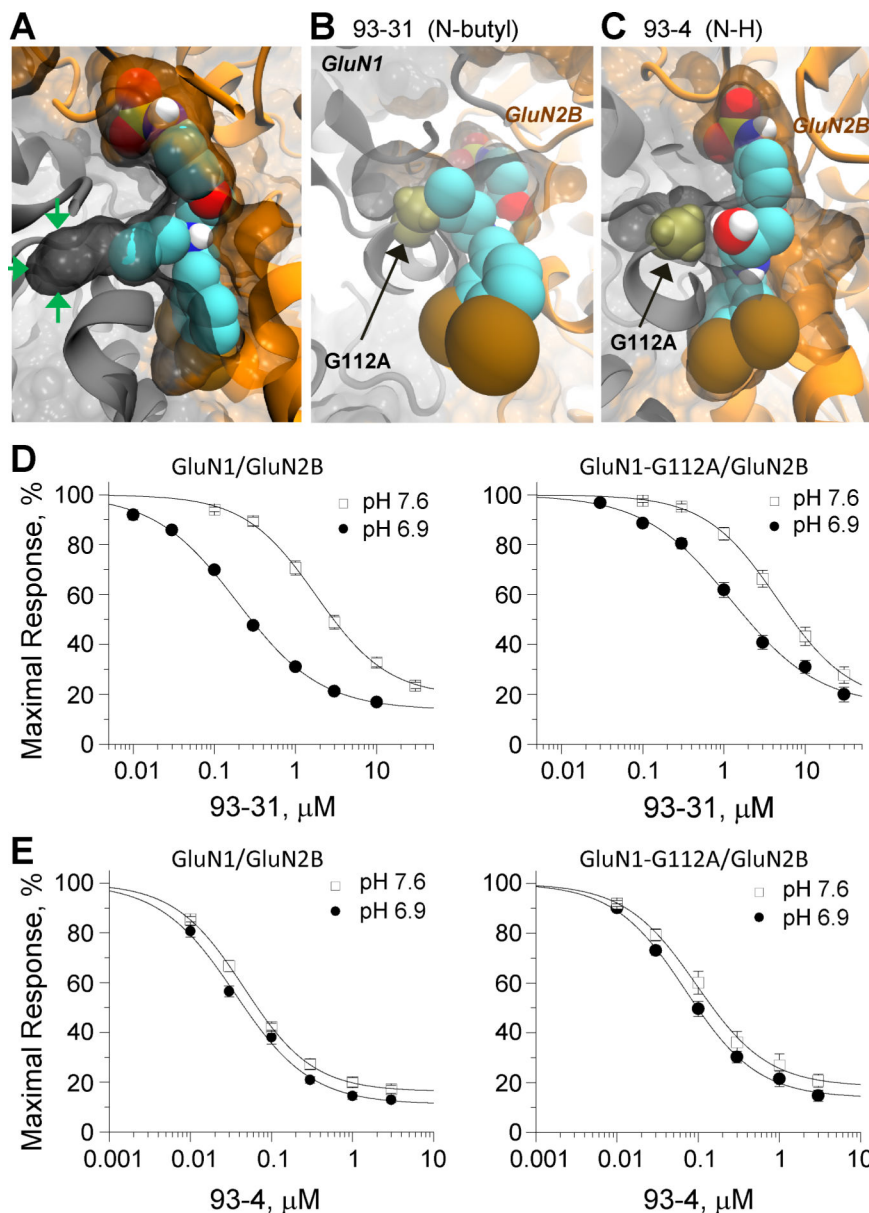 A
B 93-31 (N-butyl)
C 93-4 (N-H)
GluN1
GluN2B
GluN2B
G112A
G112A
D
GluN1/GluN2B
GluN1-G112A/GluN2B
pH 7.6
pH 6.9
pH 7.6
pH 6.9
Maximal Response, %
100
80
60
40
20
0
0.01 0.1 1 10
93-31, μM
100
80
60
40
20
0
0.01 0.1 1 10
93-31, μM
E
GluN1/GluN2B
GluN1-G112A/GluN2B
pH 7.6
pH 6.9
pH 7.6
pH 6.9
Maximal Response, %
100
80
60
40
20
0
0.001 0.01 0.1 1 10
93-4, μM
100
80
60
40
20
0
0.001 0.01 0.1 1 10
93-4, μM